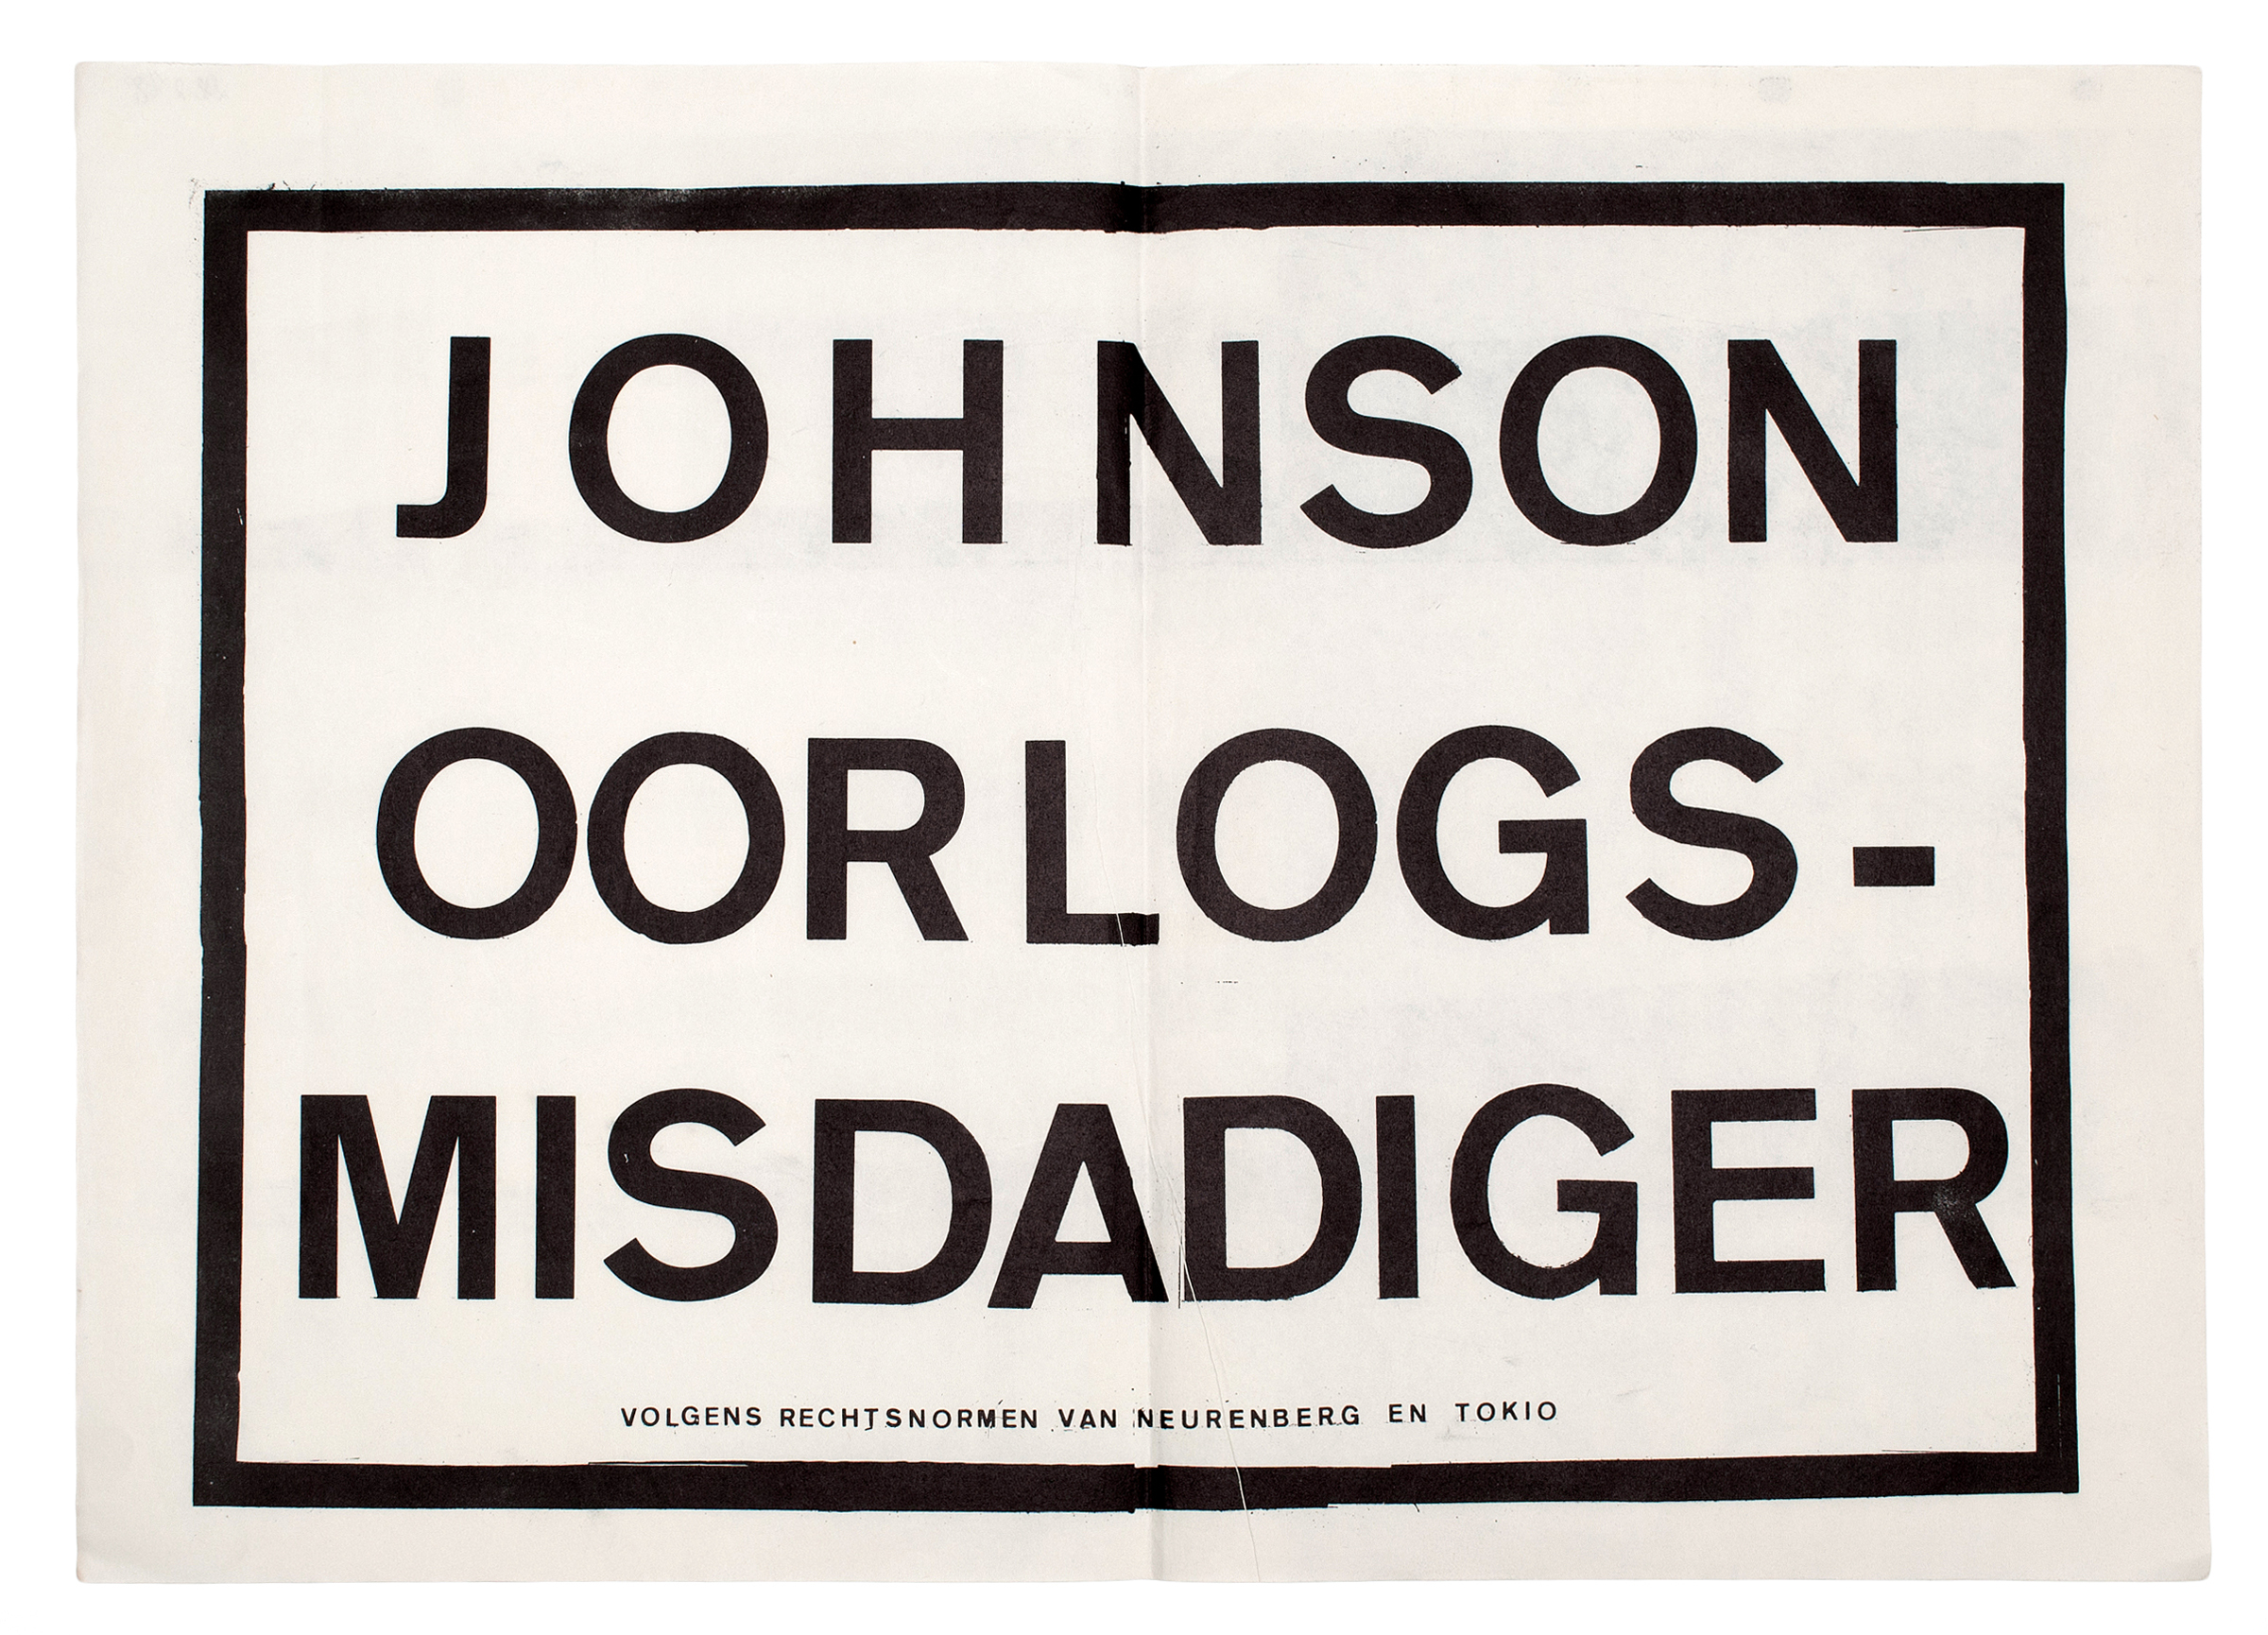 JOHNSON
OORLOGS-
MISDADIGER
VOLGENS RECHTSNORMEN VAN NEURENBERG EN TOKIO